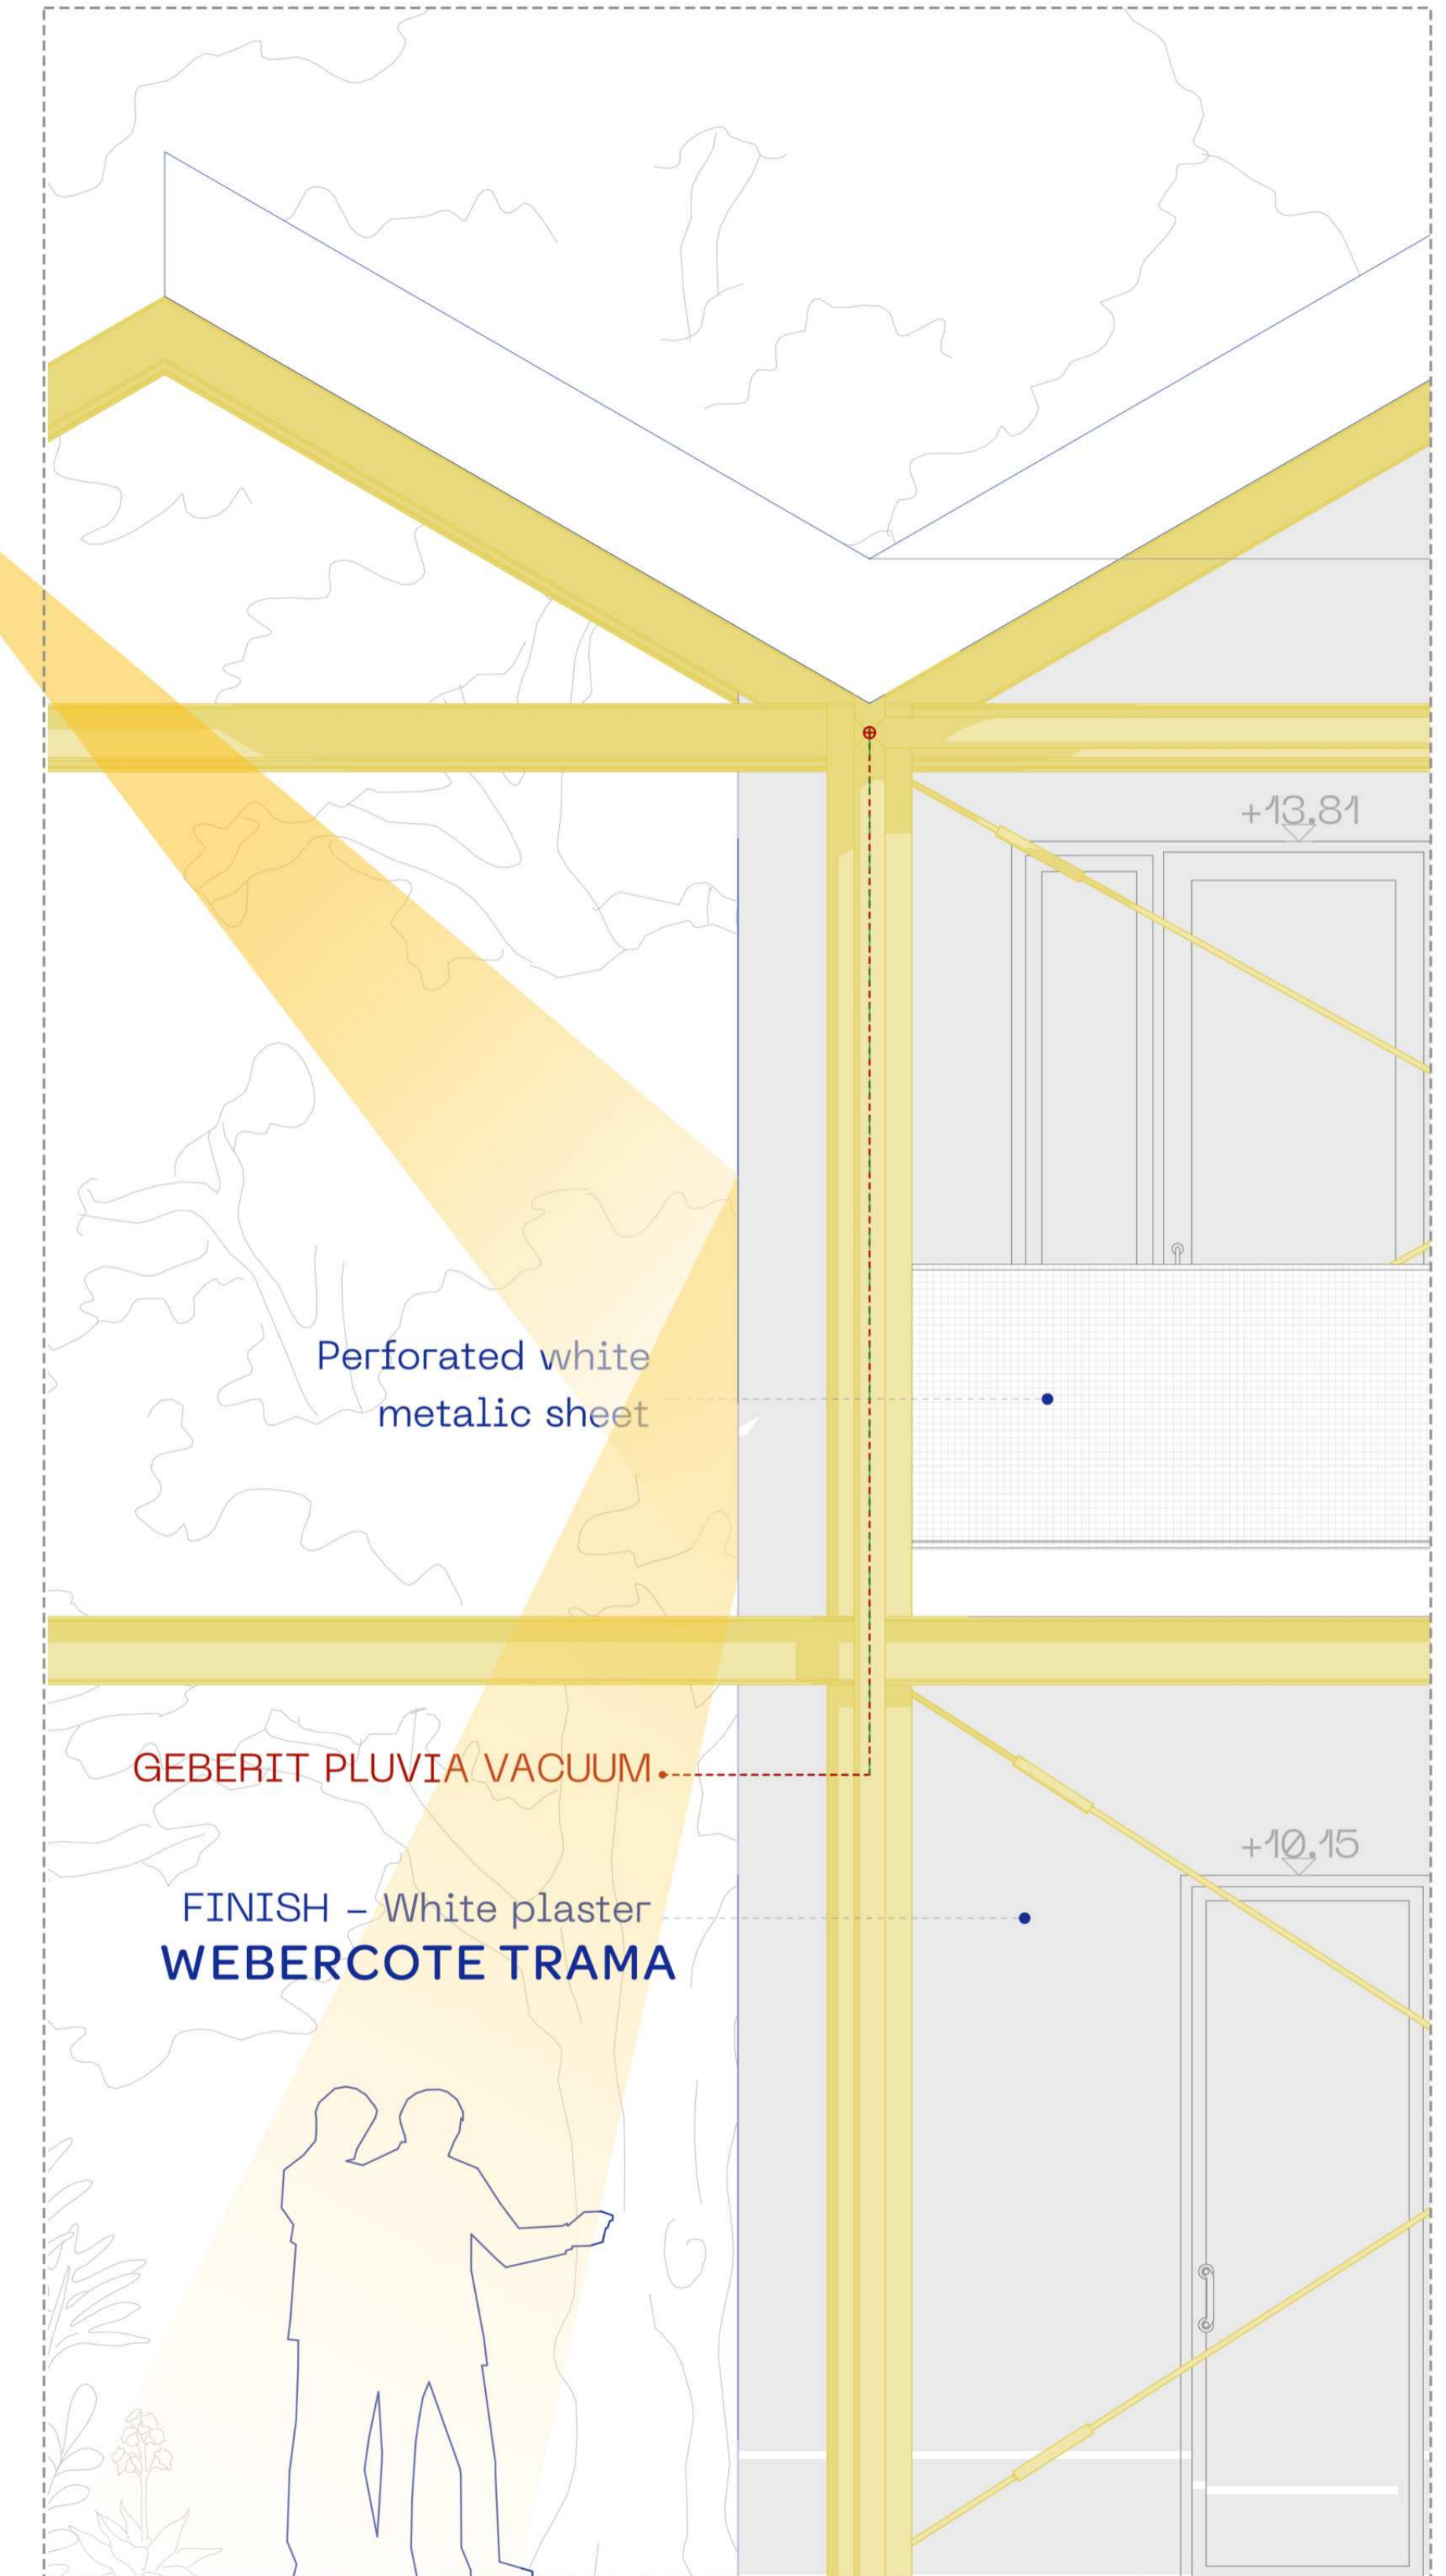 +13.81
Perforated white
metalic sheet
GEBERIT PLUVIA VACUUM
+10.15
FINISH – White plaster
WEBERCOTE TRAMA